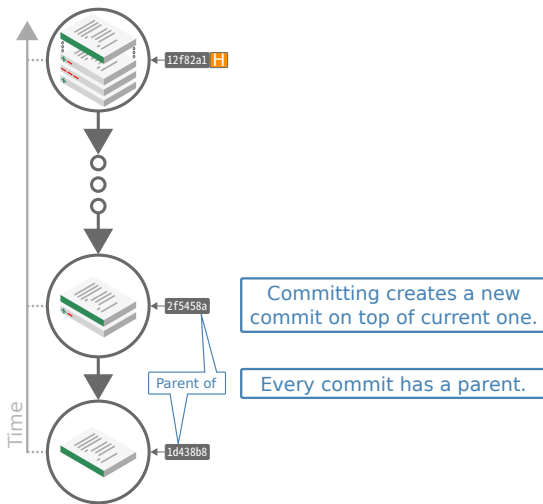 12f82a1 H
2f5458a
Committing creates a new
commit on top of current one.
Parent of
Every commit has a parent.
Time
1d438b8